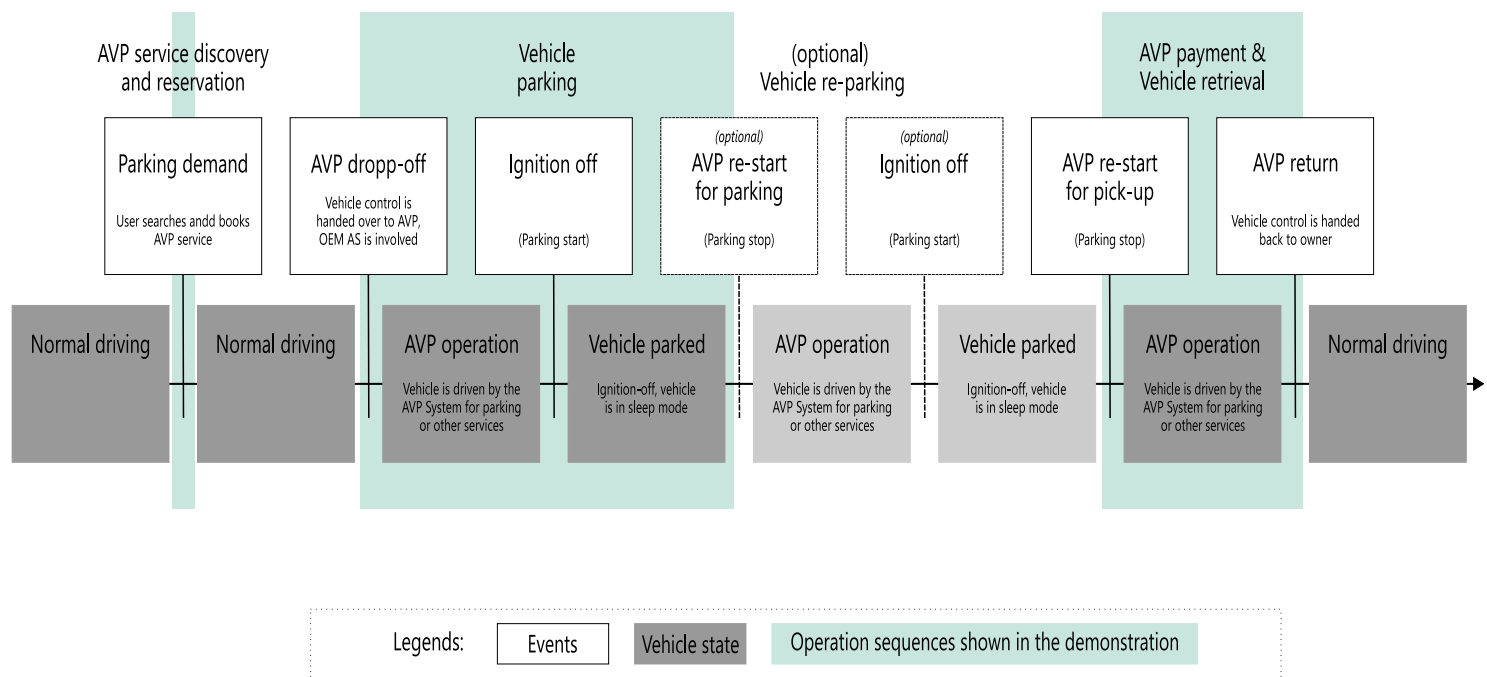 AVP service discovery
and reservation
Vehicle
parking
(optional)
Vehicle re-parking
AVP payment &
Vehicle retrieval
Parking demand
User searches andd books
AVP service
AVP dropp-off
Vehicle control is
handed over to AVP,
OEM AS is involved
Ignition off
(Parking start)
(optional)
AVP re-start
for parking
(Parking stop)
(optional)
Ignition off
(Parking start)
AVP re-start
for pick-up
(Parking stop)
AVP return
Vehicle control is handed
back to owner
Normal driving
Normal driving
AVP operation
Vehicle is driven by the
AVP System for parking
or other services
Vehicle parked
Ignition-off, vehicle
is in sleep mode
AVP operation
Vehicle is driven by the
AVP System for parking
or other services
Vehicle parked
Ignition-off, vehicle
is in sleep mode
AVP operation
Vehicle is driven by the
AVP System for parking
or other services
Normal driving
Legends:
Events
Vehicle state
Operation sequences shown in the demonstration